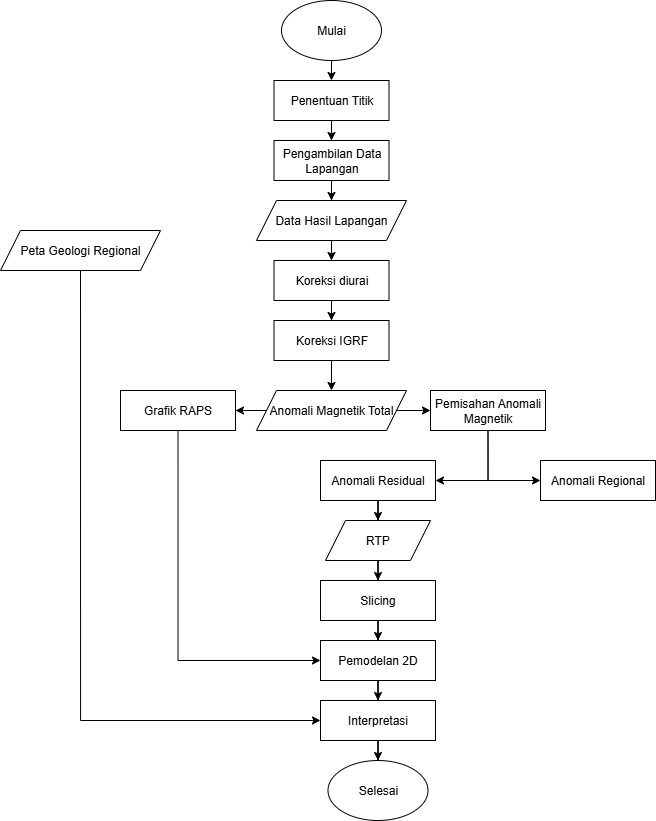 Mulai
Penentuan Titik
Pengambilan Data
Lapangan
Data Hasil Lapangan
Peta Geologi Regional
Koreksi diurai
Koreksi IGRF
Grafik RAPS
Anomali Magnetik Total
Pemisahan Anomali
Magnetik
Anomali Residual
Anomali Regional
RTP
Slicing
Pemodelan 2D
Interpretasi
Selesai